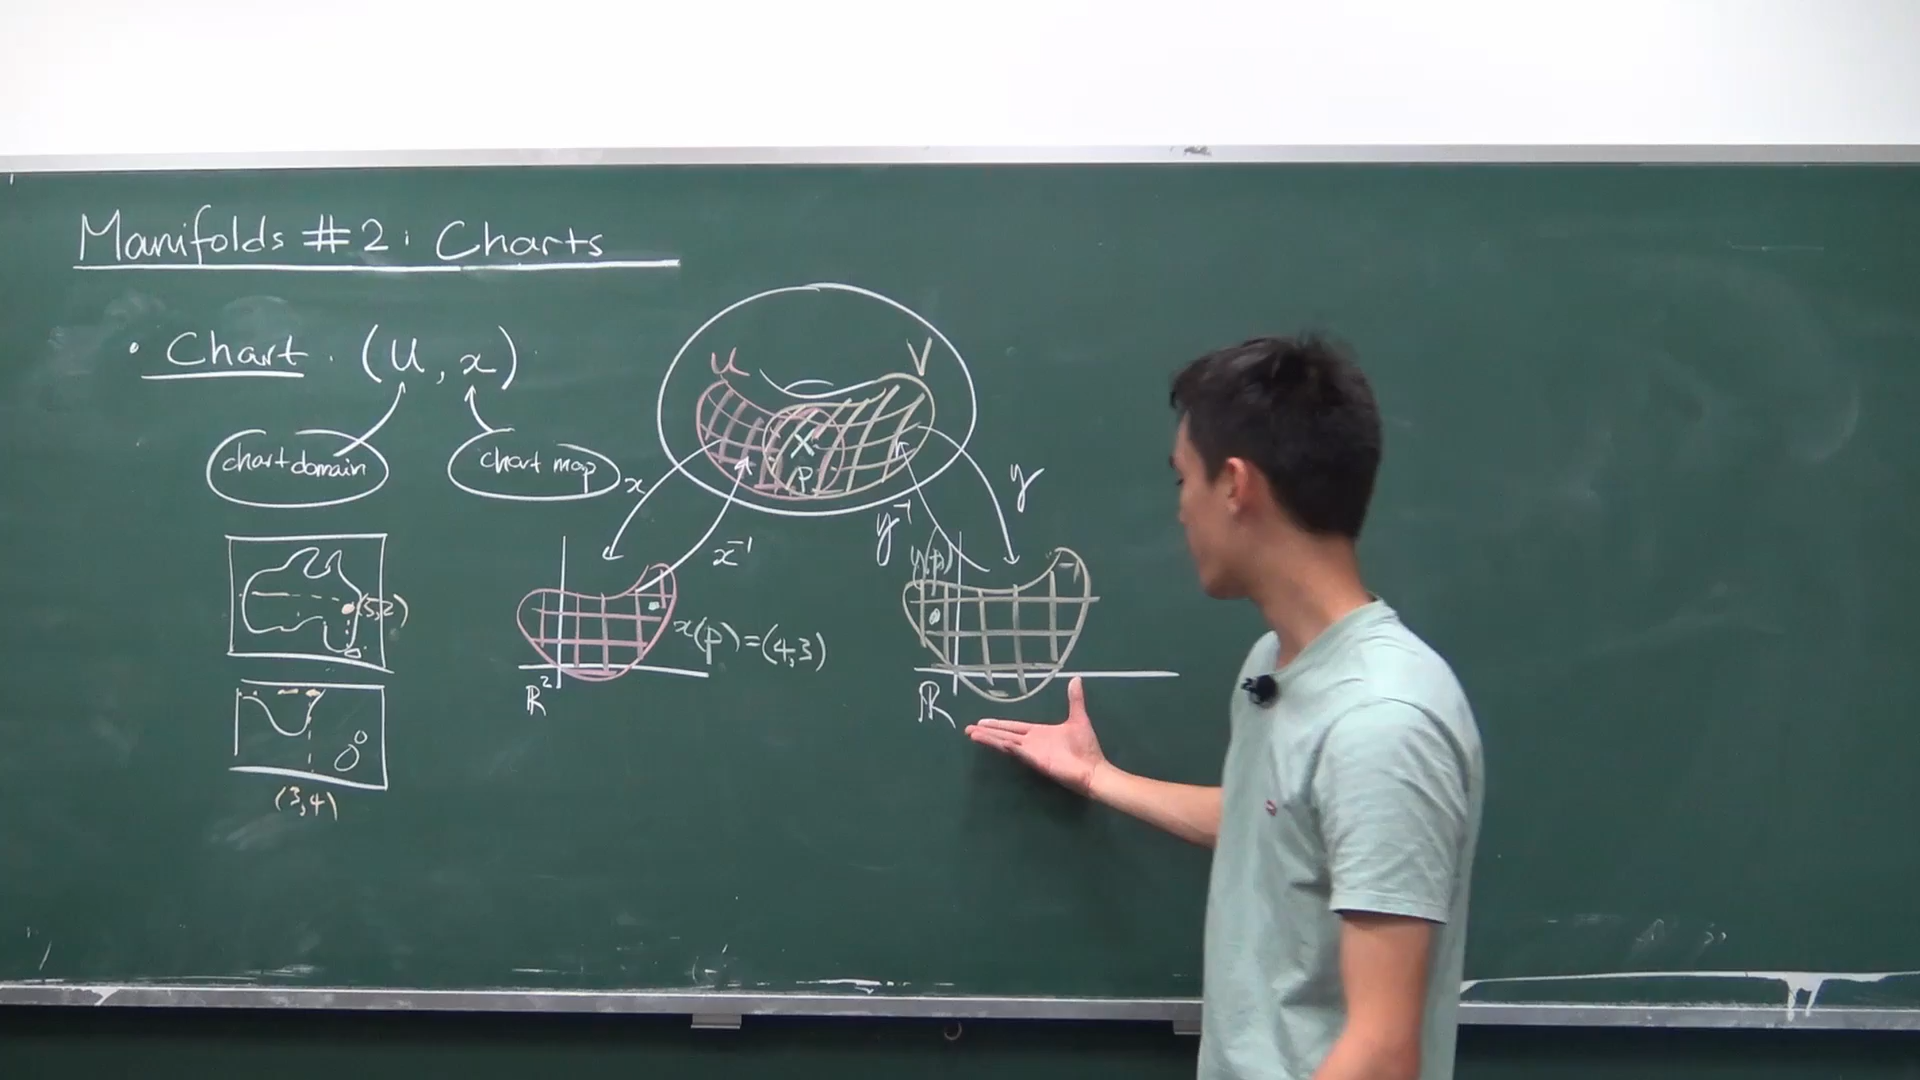 Manifolds #2: Charts
• Chart. (U, x)
chart domain
chart map
U
V
X
p
x
x⁻¹
y⁻¹
y
y(p)
(5,2)
x(p)=(4,3)
ℝ²
ℝ
(3,4)